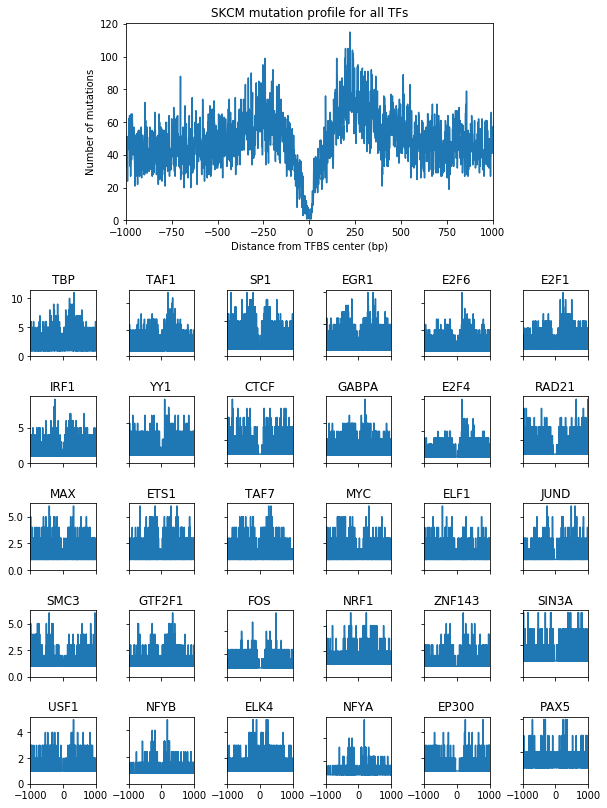 SKCM mutation profile for all TFs
120
100
80
60
40
20
0
Number of mutations
−1000 −750 −500 −250 0 250 500 750 1000
Distance from TFBS center (bp)
TBP TAF1 SP1 EGR1 E2F6 E2F1
10
5
0
IRF1 YY1 CTCF GABPA E2F4 RAD21
5
0
MAX ETS1 TAF7 MYC ELF1 JUND
5.0
2.5
0.0
SMC3 GTF2F1 FOS NRF1 ZNF143 SIN3A
5.0
2.5
0.0
USF1 NFYB ELK4 NFYA EP300 PAX5
4
2
0
−1000 0 1000 −1000 0 1000 −1000 0 1000 −1000 0 1000 −1000 0 1000 −1000 0 1000